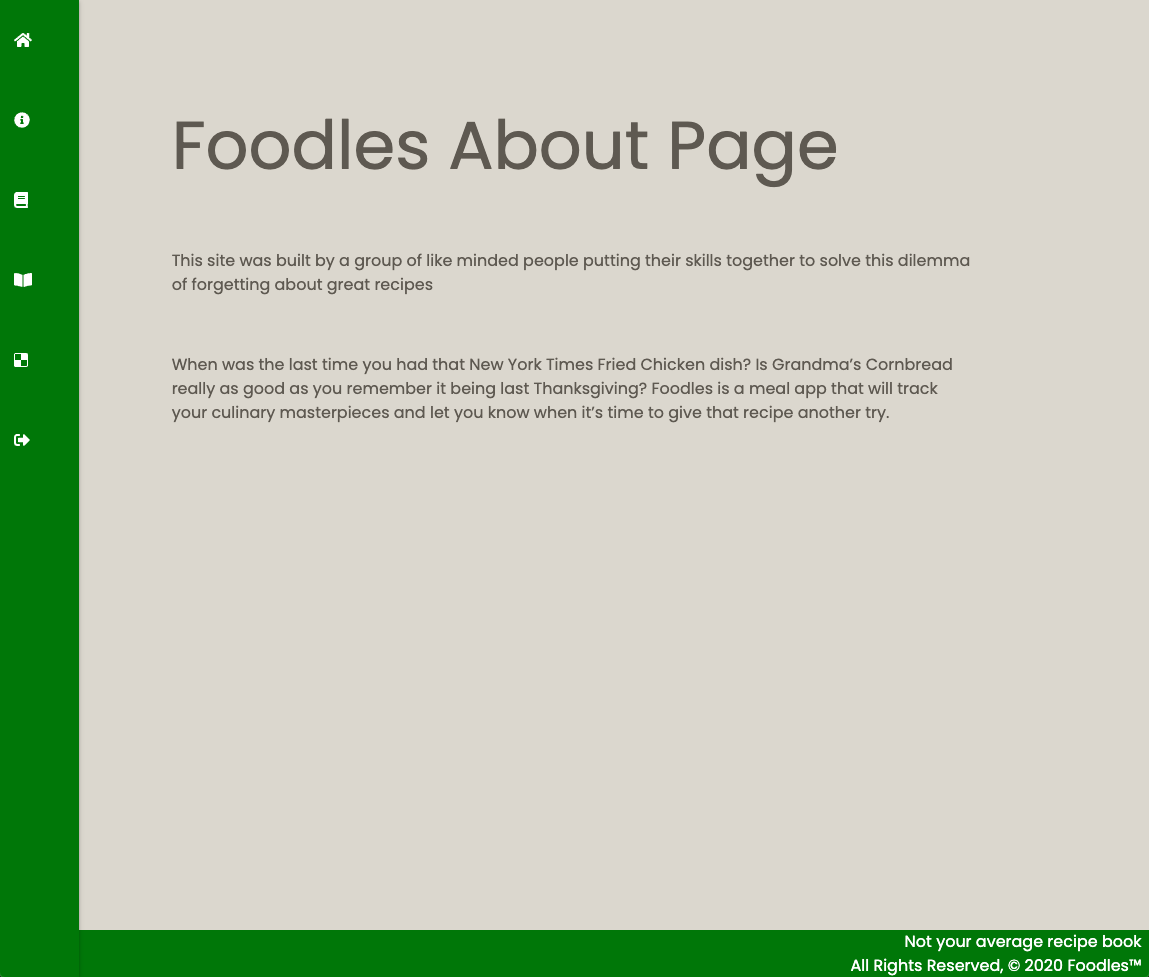 Foodles About Page
This site was built by a group of like minded people putting their skills together to solve this dilemma
of forgetting about great recipes
When was the last time you had that New York Times Fried Chicken dish? Is Grandma’s Cornbread
really as good as you remember it being last Thanksgiving? Foodles is a meal app that will track
your culinary masterpieces and let you know when it’s time to give that recipe another try.
Not your average recipe book
All Rights Reserved, © 2020 Foodles™